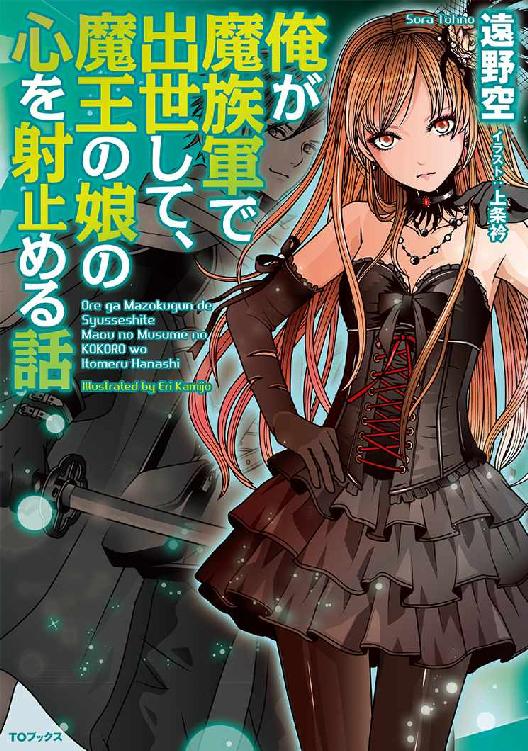 俺が
魔族軍で
出世して、
魔王の娘の
心を射止める話
Ore ga Mazokugun de
Syusseshite
Maou no Musume no
KOKORO wo
Itomeru Hanashi
Illustrated by Eri Kamijo
Sora Tohno
遠野空
イラスト:上条衿
TOブックス